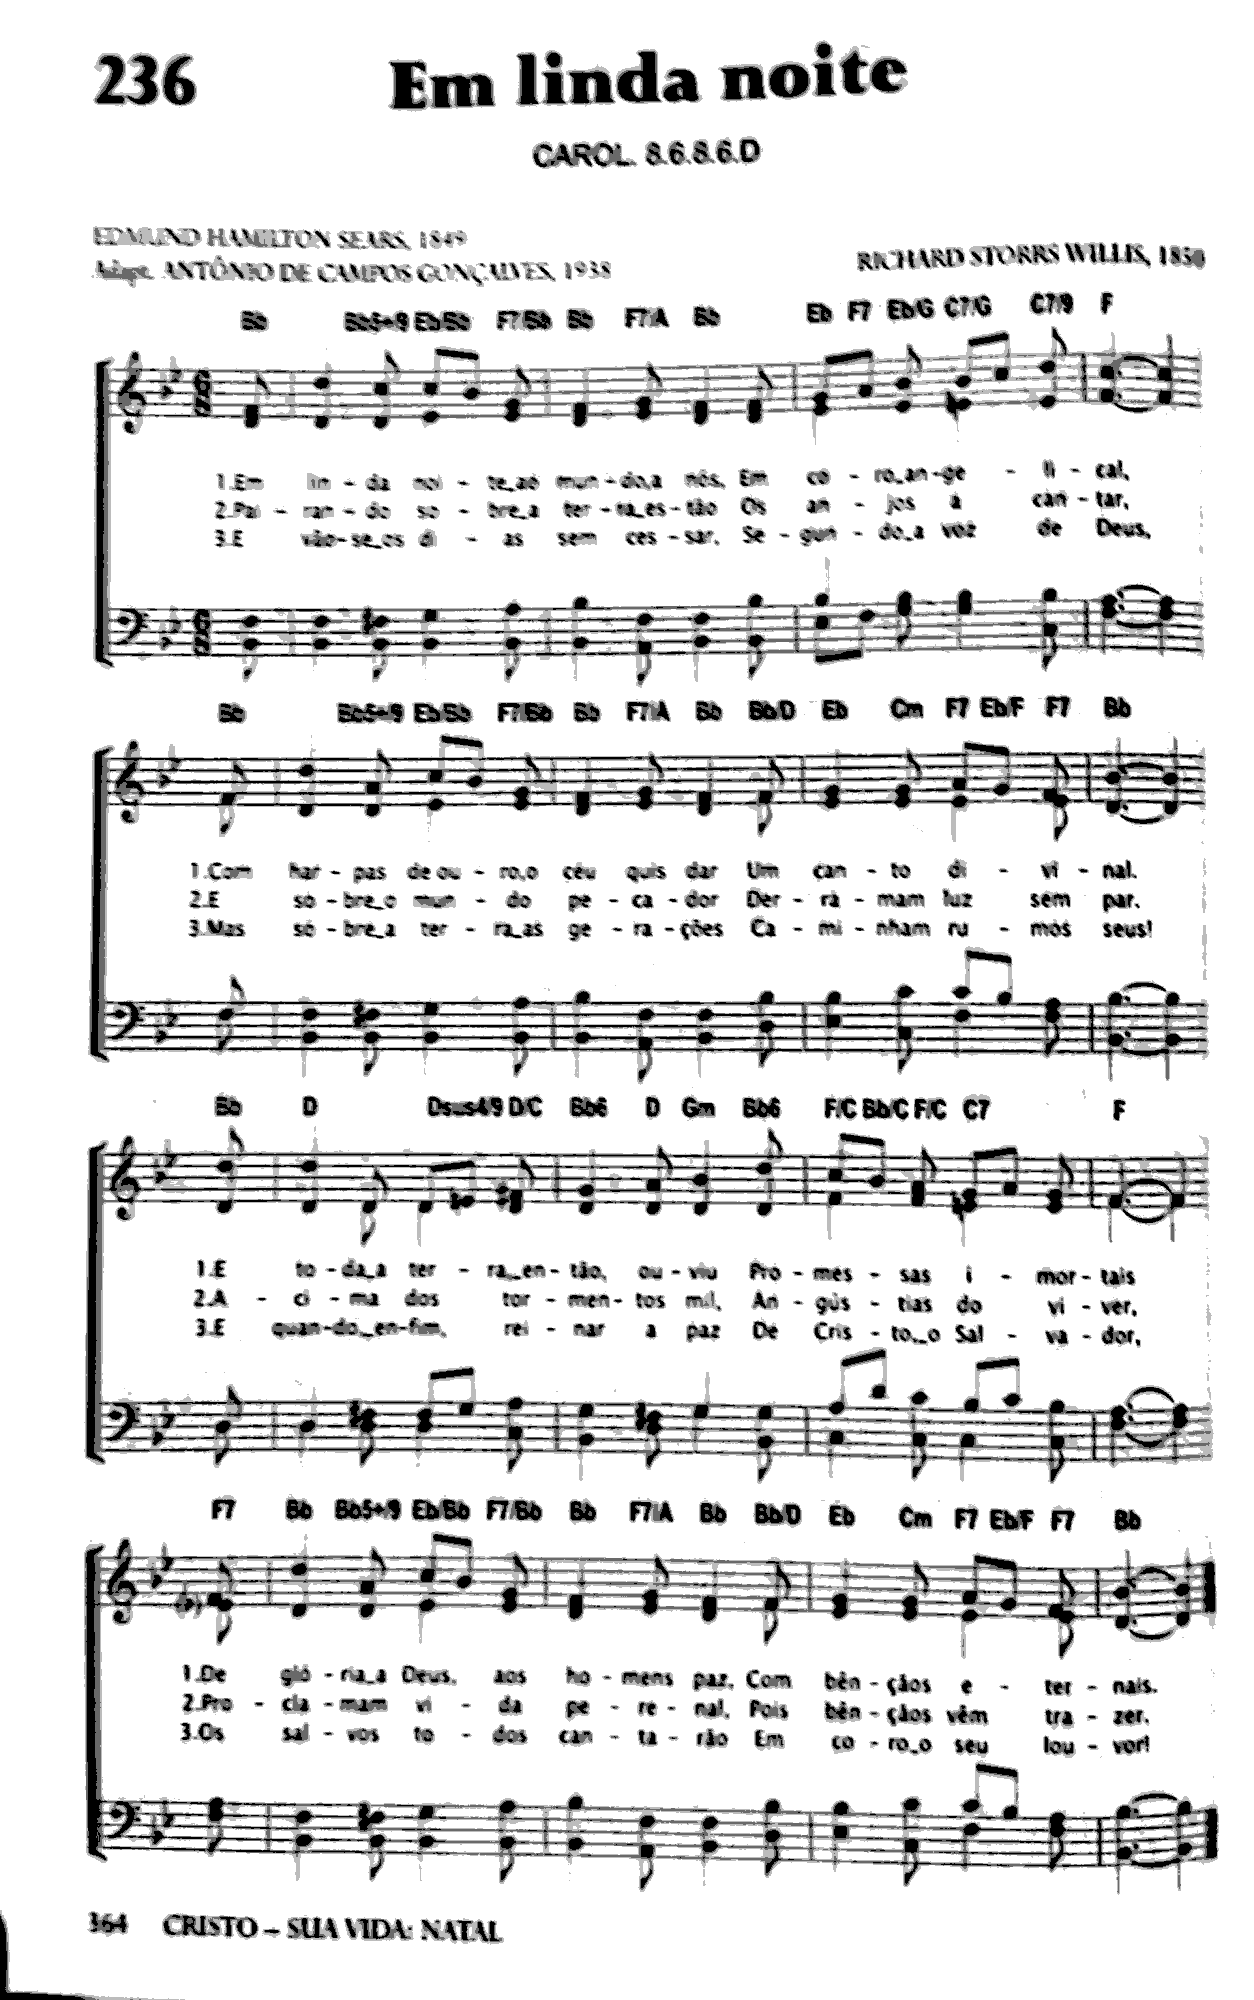 236 Em linda noite
CAROL. 8.6.8.6.D
EDMUND HAMILTON SEARS, 1849
Adapt. ANTÔNIO DE CAMPOS GONÇALVES, 1938
RICHARD STORRS WILLIS, 1850
Bb Bb5+/9 Eb/Bb F7/Bb Bb F7/A Bb Eb F7 Eb/G C7/G C7/9 F
1.Em lin - da noi - te_ao mun - do,a nós, Em co - ro_an - ge - li - cal,
2.Pai - ran - do so - bre_a ter - ra_es - tão Os an - jos a can - tar,
3.E vão - se_os di - as sem ces - sar, Se - gun - do_a voz de Deus,
Bb Bb5+/9 Eb/Bb F7/Bb Bb F7/A Bb Bb/D Eb Cm F7 Eb/F F7 Bb
1.Com har - pas de ou - ro,o céu quis dar Um can - to di - vi - nal.
2.E só - bre_o mun - do pe - ca - dor Der - ra - mam luz sem par.
3.Mas só - bre_a ter - ra_as ge - ra - ções Ca - mi - nham ru - mos seus!
Bb D Dsus4/9 D/C Bb6 D Gm Bb6 F/C Bb/C F/C C7 F
1.E to - da_a ter - ra_en - tão, ou - viu Pro - mes - sas i - mor - tais
2.A - ci - ma dos tor - men - tos mil, An - gús - tias do vi - ver,
3.E quan - do_en - fim, rei - nar a paz De Cris - to_o Sal - va - dor,
F7 Bb Bb5+/9 Eb/Bb F7/Bb Bb F7/A Bb Bb/D Eb Cm F7 Eb/F F7 Bb
1.De gló - ria_a Deus, aos ho - mens paz, Com bên - çãos e - ter - nais.
2.Pro - cla - mam vi - da pe - re - nal, Pois bên - çãos vêm tra - zer.
3.Os sal - vos to - dos can - ta - rão Em co - ro_o seu lou - vor!
364 CRISTO – SUA VIDA: NATAL